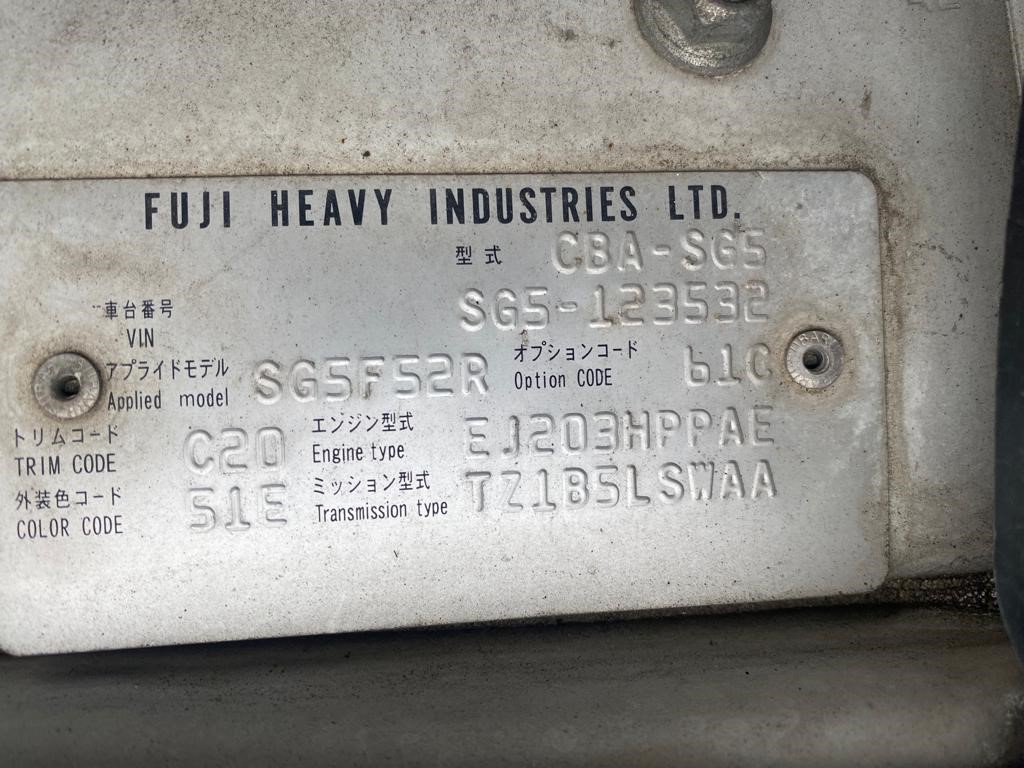 FUJI HEAVY INDUSTRIES LTD.
型式 CBA-SG5
車台番号
VIN SG5-123532
アプライドモデル
Applied model SG5F52R
オプションコード
Option CODE 61C
トリムコード
TRIM CODE C20
エンジン型式
Engine type EJ203HPPAE
外装色コード
COLOR CODE 51E
ミッション型式
Transmission type TZ1B5LSWAA